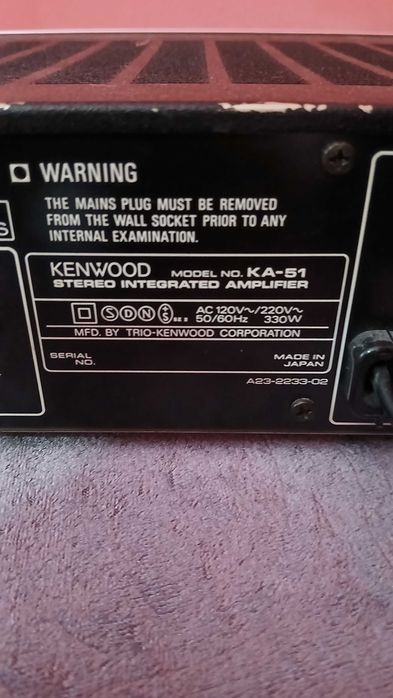 WARNING
THE MAINS PLUG MUST BE REMOVED
FROM THE WALL SOCKET PRIOR TO ANY
INTERNAL EXAMINATION.
S
KENWOOD MODEL NO. KA-51
STEREO INTEGRATED AMPLIFIER
S D N AC 120V~/220V~
50/60Hz 330W
MFD. BY TRIO-KENWOOD CORPORATION
SERIAL NO.
MADE IN JAPAN
A23-2233-02